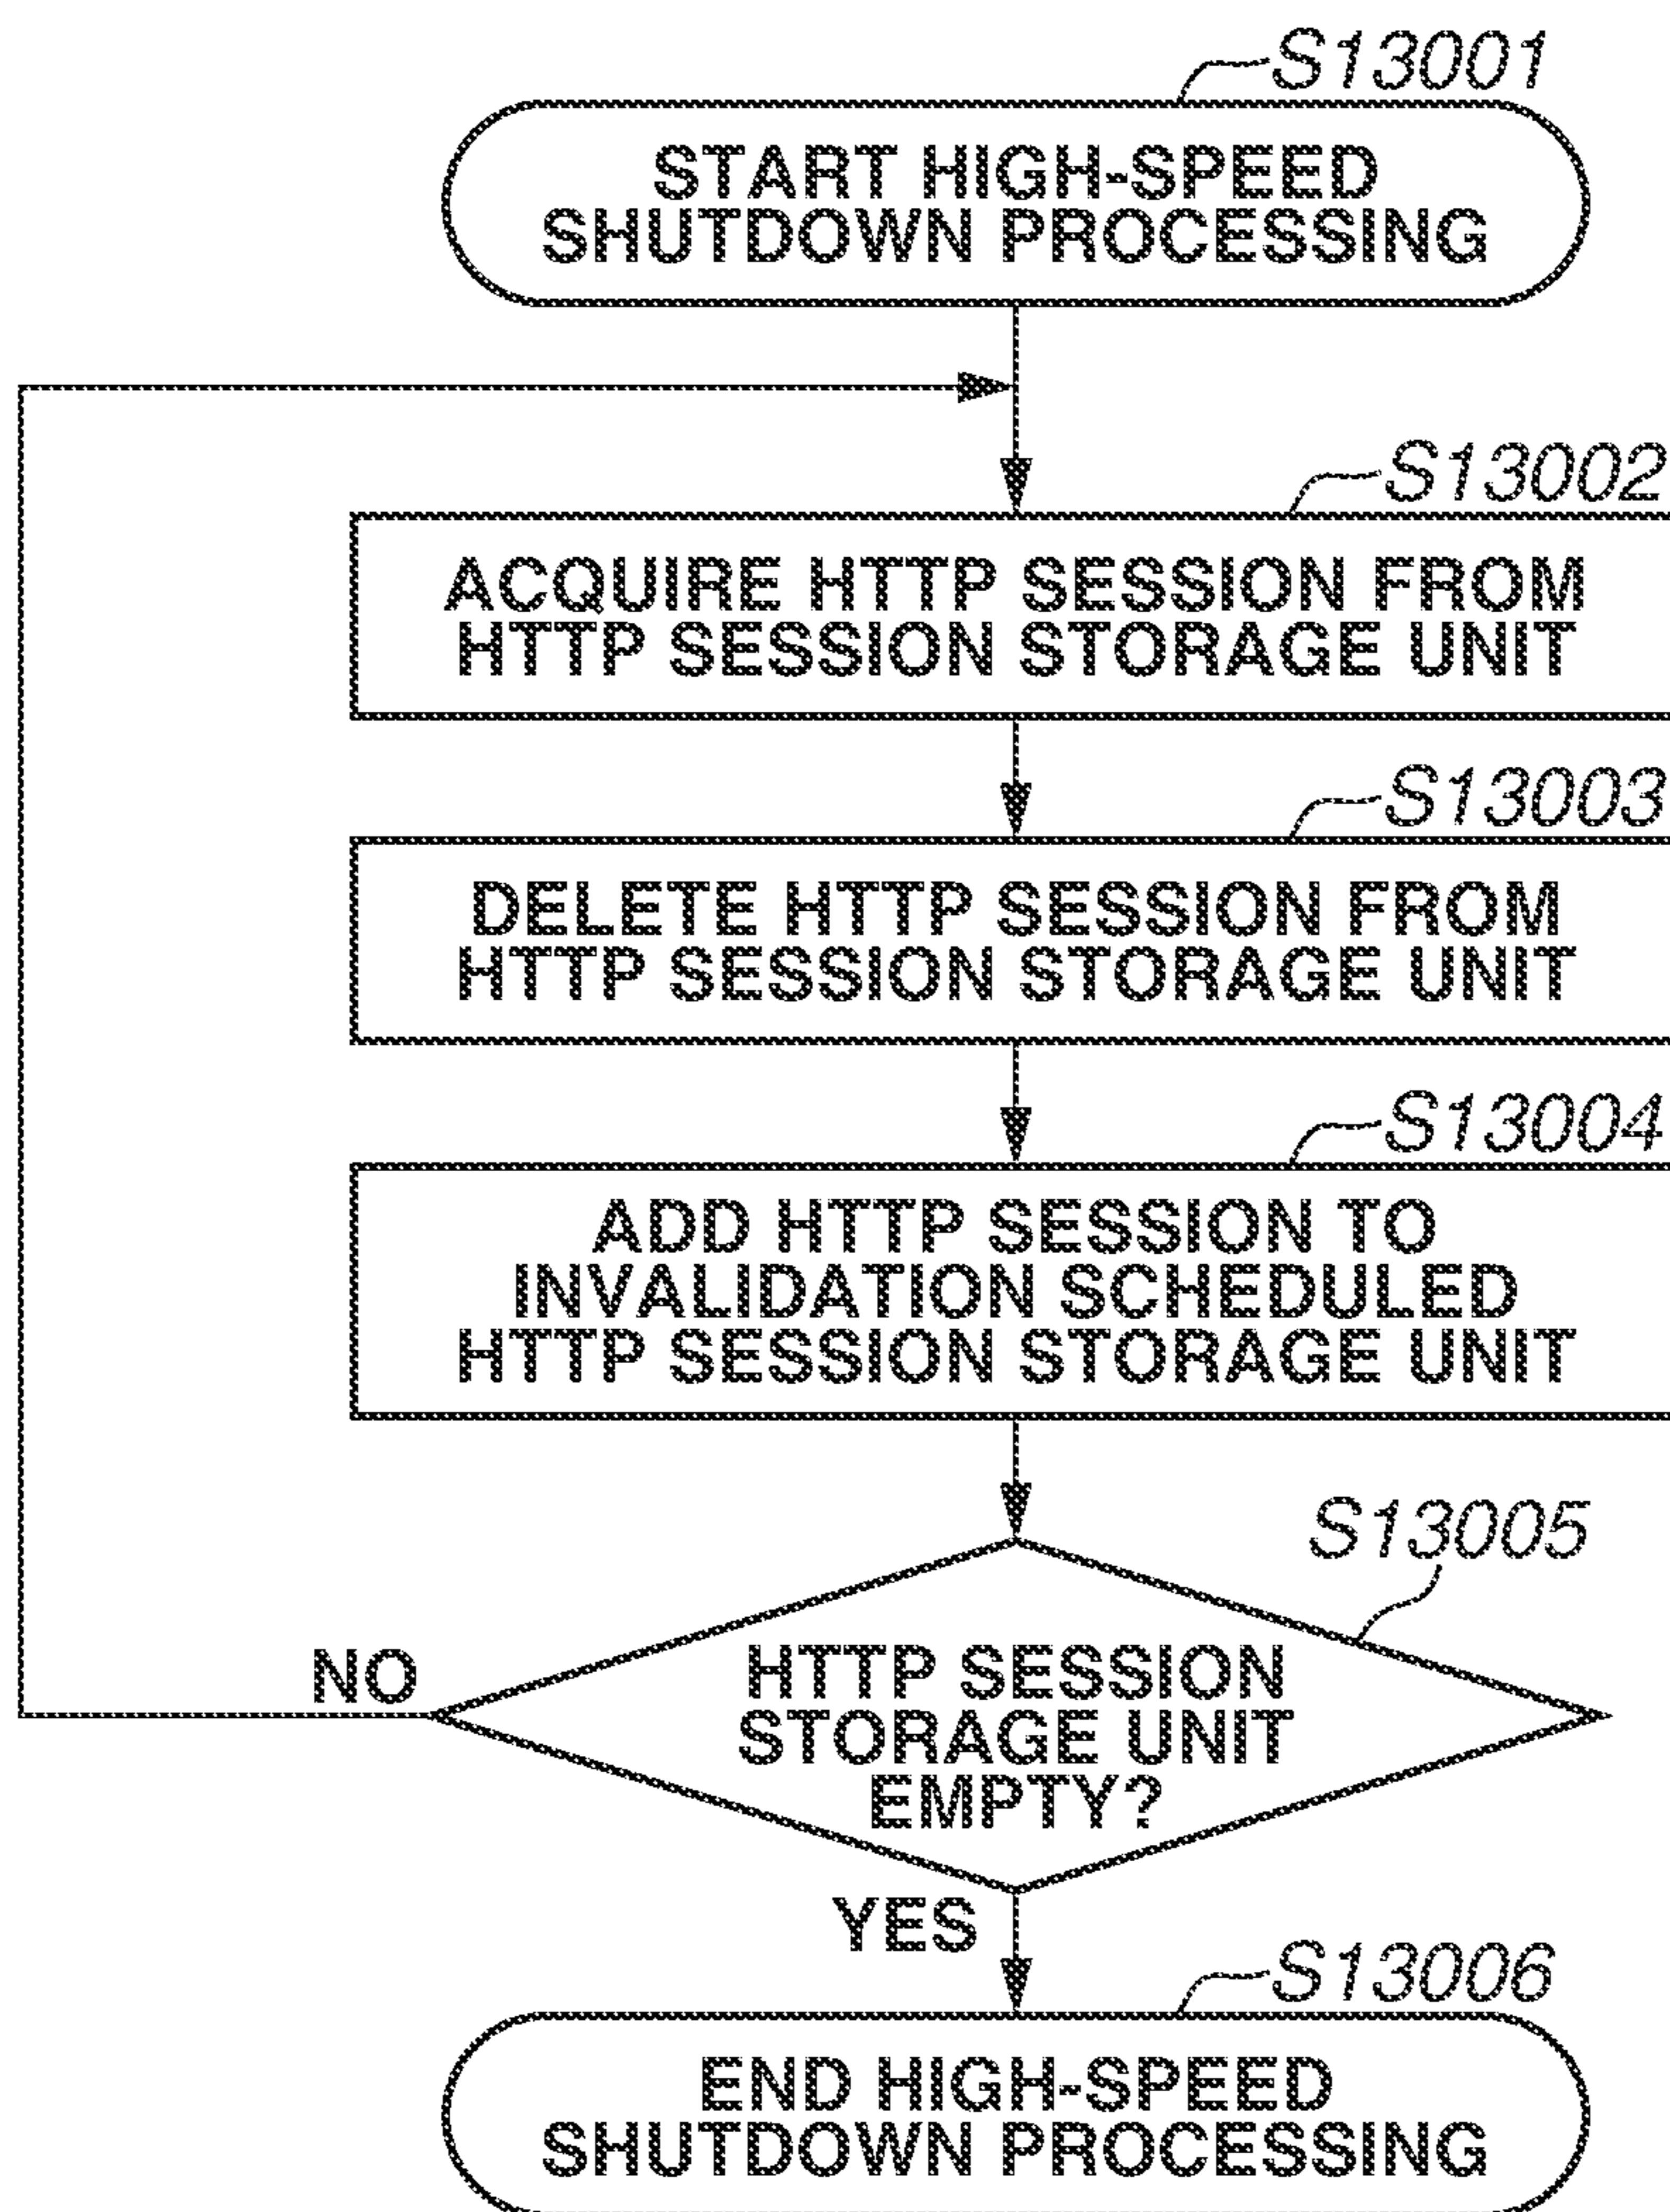 S13001
START HIGH-SPEED
SHUTDOWN PROCESSING
S13002
ACQUIRE HTTP SESSION FROM
HTTP SESSION STORAGE UNIT
S13003
DELETE HTTP SESSION FROM
HTTP SESSION STORAGE UNIT
S13004
ADD HTTP SESSION TO
INVALIDATION SCHEDULED
HTTP SESSION STORAGE UNIT
S13005
HTTP SESSION
STORAGE UNIT
EMPTY?
NO
YES
S13006
END HIGH-SPEED
SHUTDOWN PROCESSING